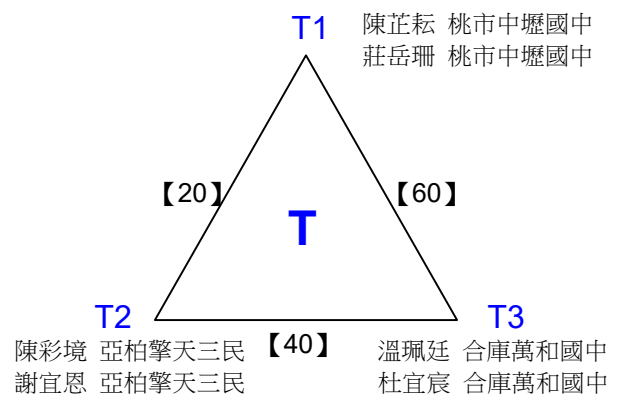 T1
陳芷耘 桃市中壢國中
莊岳珊 桃市中壢國中
【20】
【60】
T
T2
T3
陳彩境 亞柏擎天三民
【40】
溫珮廷 合庫萬和國中
謝宜恩 亞柏擎天三民
杜宜宸 合庫萬和國中